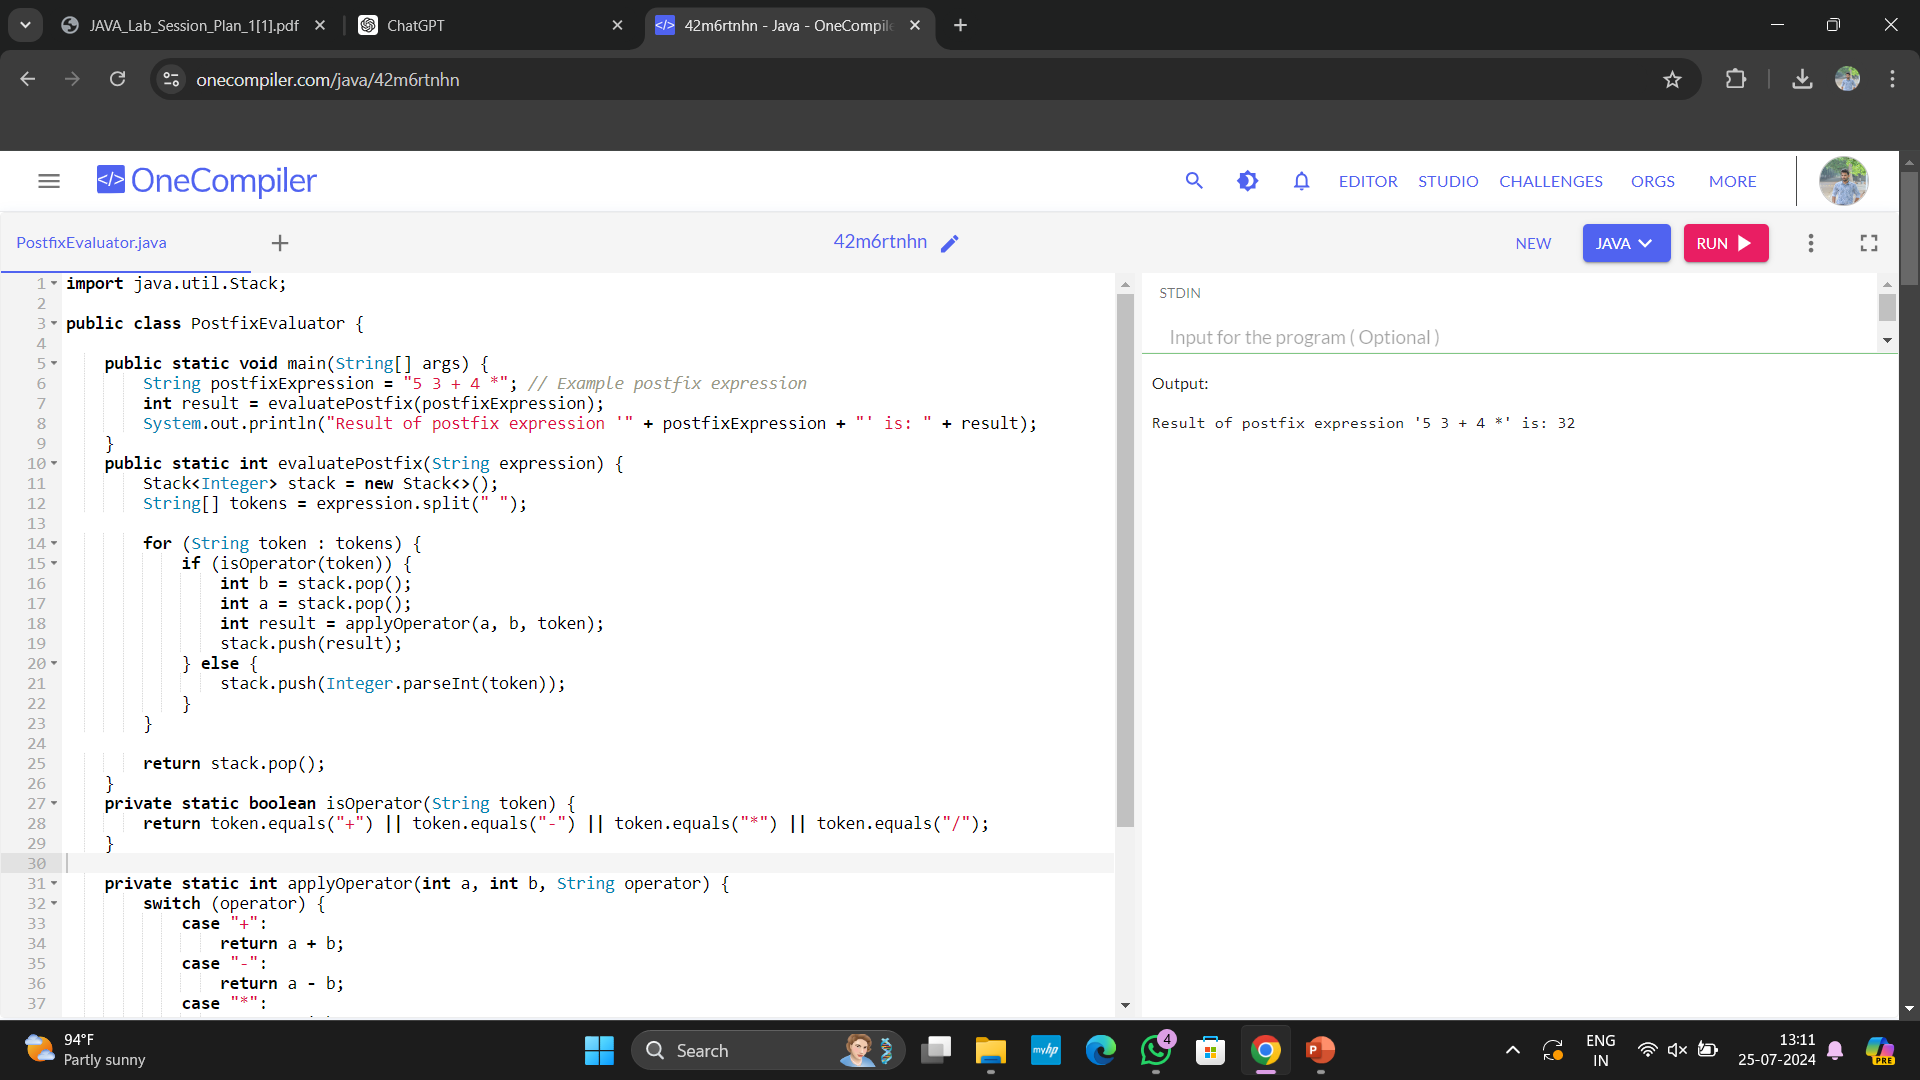 JAVA_Lab_Session_Plan_1[1].pdf
ChatGPT
42m6rtnhn - Java - OneCompil
onecompiler.com/java/42m6rtnhn
</> OneCompiler
EDITOR STUDIO CHALLENGES ORGS MORE
PostfixEvaluator.java
42m6rtnhn
NEW JAVA RUN
1 import java.util.Stack;
2
3 public class PostfixEvaluator {
4
5 public static void main(String[] args) {
6 String postfixExpression = "5 3 + 4 *"; // Example postfix expression
7 int result = evaluatePostfix(postfixExpression);
8 System.out.println("Result of postfix expression '" + postfixExpression + "' is: " + result);
9 }
10 public static int evaluatePostfix(String expression) {
11 Stack<Integer> stack = new Stack<>();
12 String[] tokens = expression.split(" ");
13
14 for (String token : tokens) {
15 if (isOperator(token)) {
16 int b = stack.pop();
17 int a = stack.pop();
18 int result = applyOperator(a, b, token);
19 stack.push(result);
20 } else {
21 stack.push(Integer.parseInt(token));
22 }
23 }
24
25 return stack.pop();
26 }
27 private static boolean isOperator(String token) {
28 return token.equals("+") || token.equals("-") || token.equals("*") || token.equals("/");
29 }
30
31 private static int applyOperator(int a, int b, String operator) {
32 switch (operator) {
33 case "+":
34 return a + b;
35 case "-":
36 return a - b;
37 case "*":
STDIN
Input for the program ( Optional )
Output:
Result of postfix expression '5 3 + 4 *' is: 32
94°F
Partly sunny
Search
myhp
4
P
ENG
IN
13:11
25-07-2024
PRE